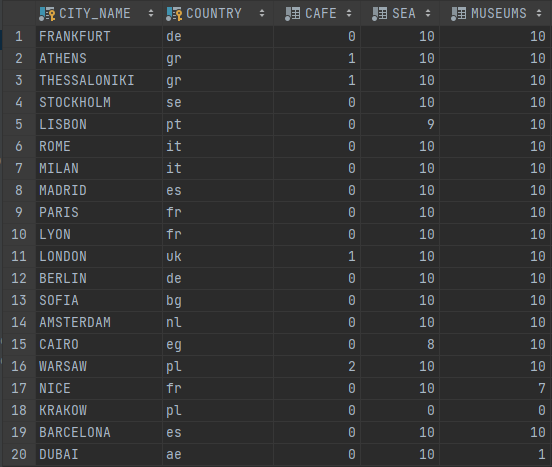 CITY_NAME COUNTRY CAFE SEA MUSEUMS
1 FRANKFURT de 0 10 10
2 ATHENS gr 1 10 10
3 THESSALONIKI gr 1 10 10
4 STOCKHOLM se 0 10 10
5 LISBON pt 0 9 10
6 ROME it 0 10 10
7 MILAN it 0 10 10
8 MADRID es 0 10 10
9 PARIS fr 0 10 10
10 LYON fr 0 10 10
11 LONDON uk 1 10 10
12 BERLIN de 0 10 10
13 SOFIA bg 0 10 10
14 AMSTERDAM nl 0 10 10
15 CAIRO eg 0 8 10
16 WARSAW pl 2 10 10
17 NICE fr 0 10 7
18 KRAKOW pl 0 0 0
19 BARCELONA es 0 10 10
20 DUBAI ae 0 10 1